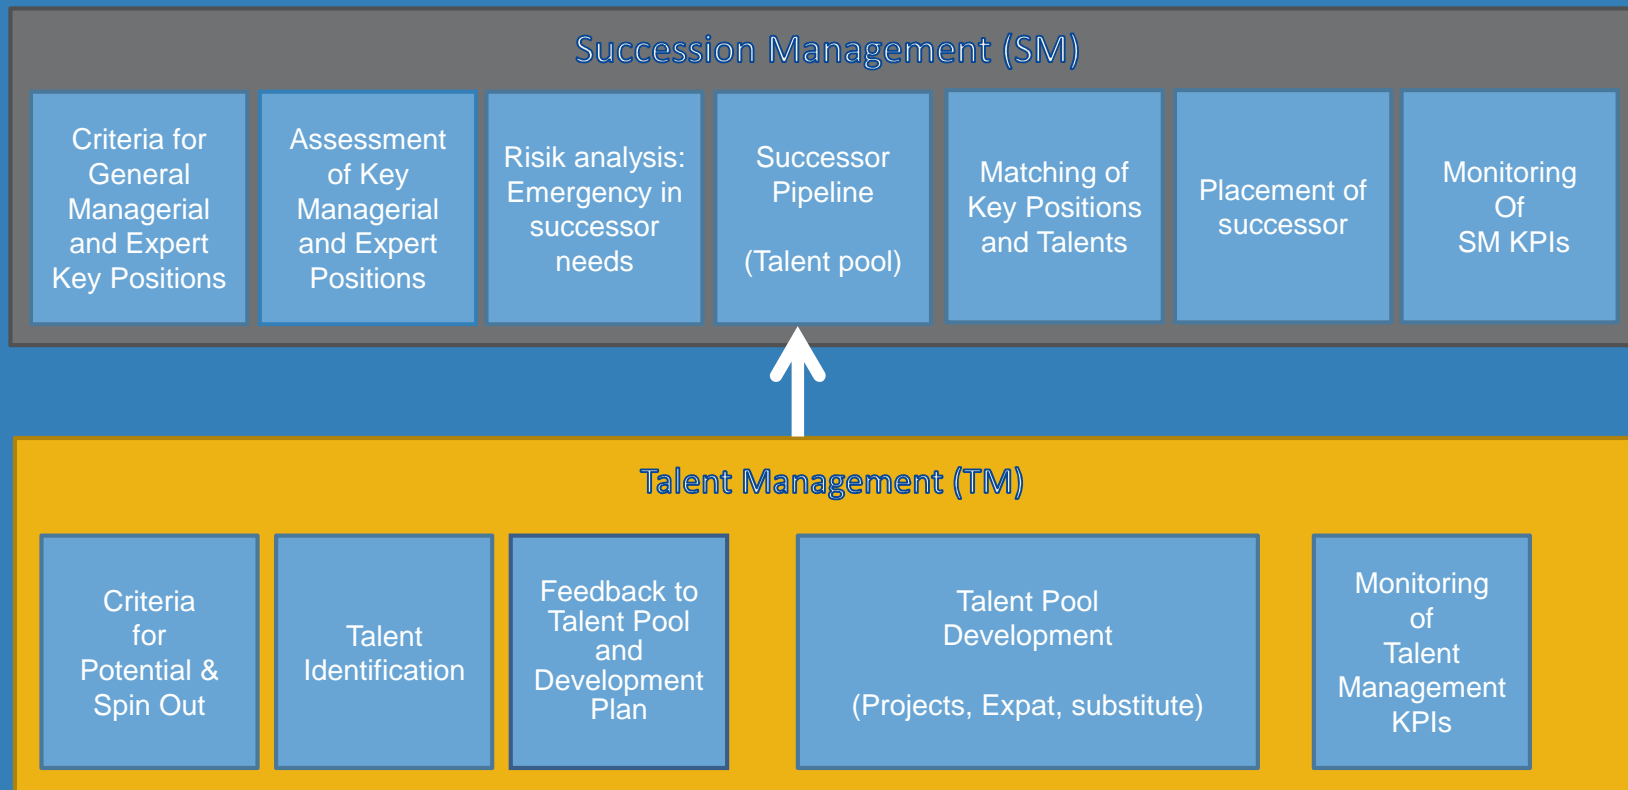 Succession Management (SM)
Criteria for
General
Managerial
and Expert
Key Positions
Assessment
of Key
Managerial
and Expert
Positions
Risik analysis:
Emergency in
successor
needs
Successor
Pipeline
(Talent pool)
Matching of
Key Positions
and Talents
Placement of
successor
Monitoring
Of
SM KPIs
Talent Management (TM)
Criteria
for
Potential &
Spin Out
Talent
Identification
Feedback to
Talent Pool
and
Development
Plan
Talent Pool
Development
(Projects, Expat, substitute)
Monitoring
of
Talent
Management
KPIs